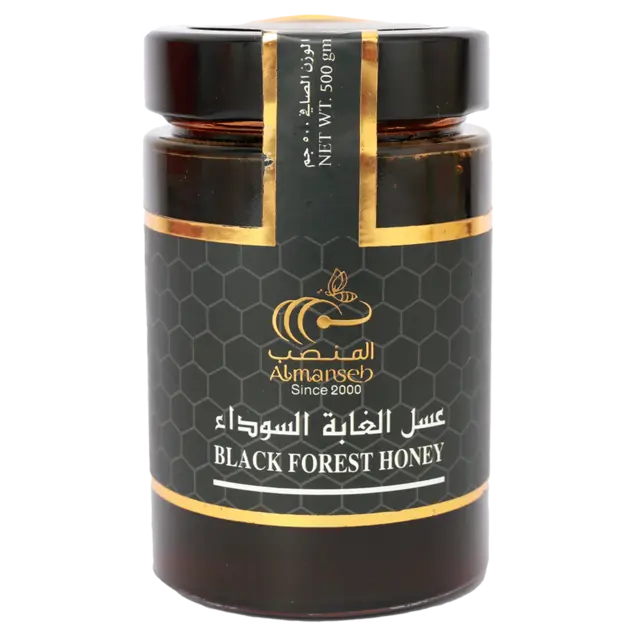 الوزن الصافي ٥٠٠ جم
NET WT. 500 gm
المنصب
Almanseb
Since 2000
عسل الغابة السوداء
BLACK FOREST HONEY